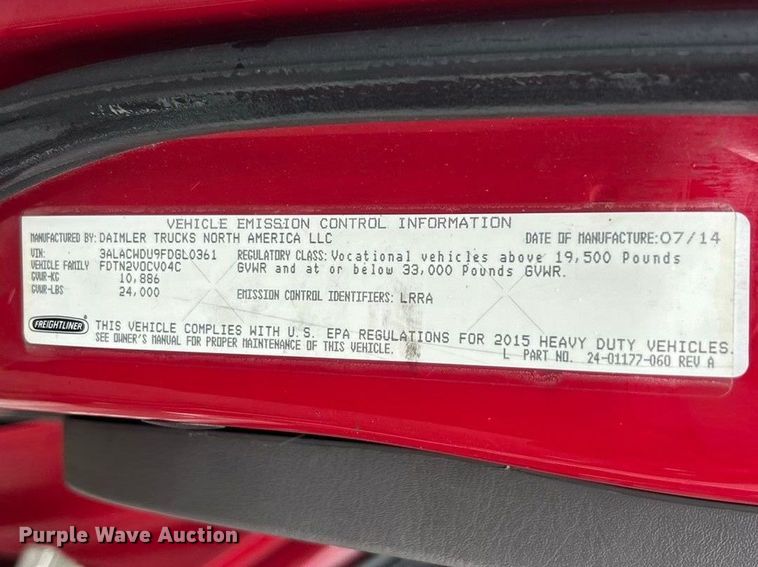 VEHICLE EMISSION CONTROL INFORMATION
MANUFACTURED BY: DAIMLER TRUCKS NORTH AMERICA LLC DATE OF MANUFACTURE: 07/14
VIN: 3ALACWDU9FDGL0361 REGULATORY CLASS: Vocational vehicles above 19,500 Pounds
VEHICLE FAMILY FDTN2VOCV04C GVWR and at or below 33,000 Pounds GVWR.
GVWR-KG 10,886
GVWR-LBS 24,000 EMISSION CONTROL IDENTIFIERS: LRRA
FREIGHTLINER THIS VEHICLE COMPLIES WITH U.S. EPA REGULATIONS FOR 2015 HEAVY DUTY VEHICLES.
SEE OWNER'S MANUAL FOR PROPER MAINTENANCE OF THIS VEHICLE.
L PART NO. 24-01177-060 REV A
Purple Wave Auction